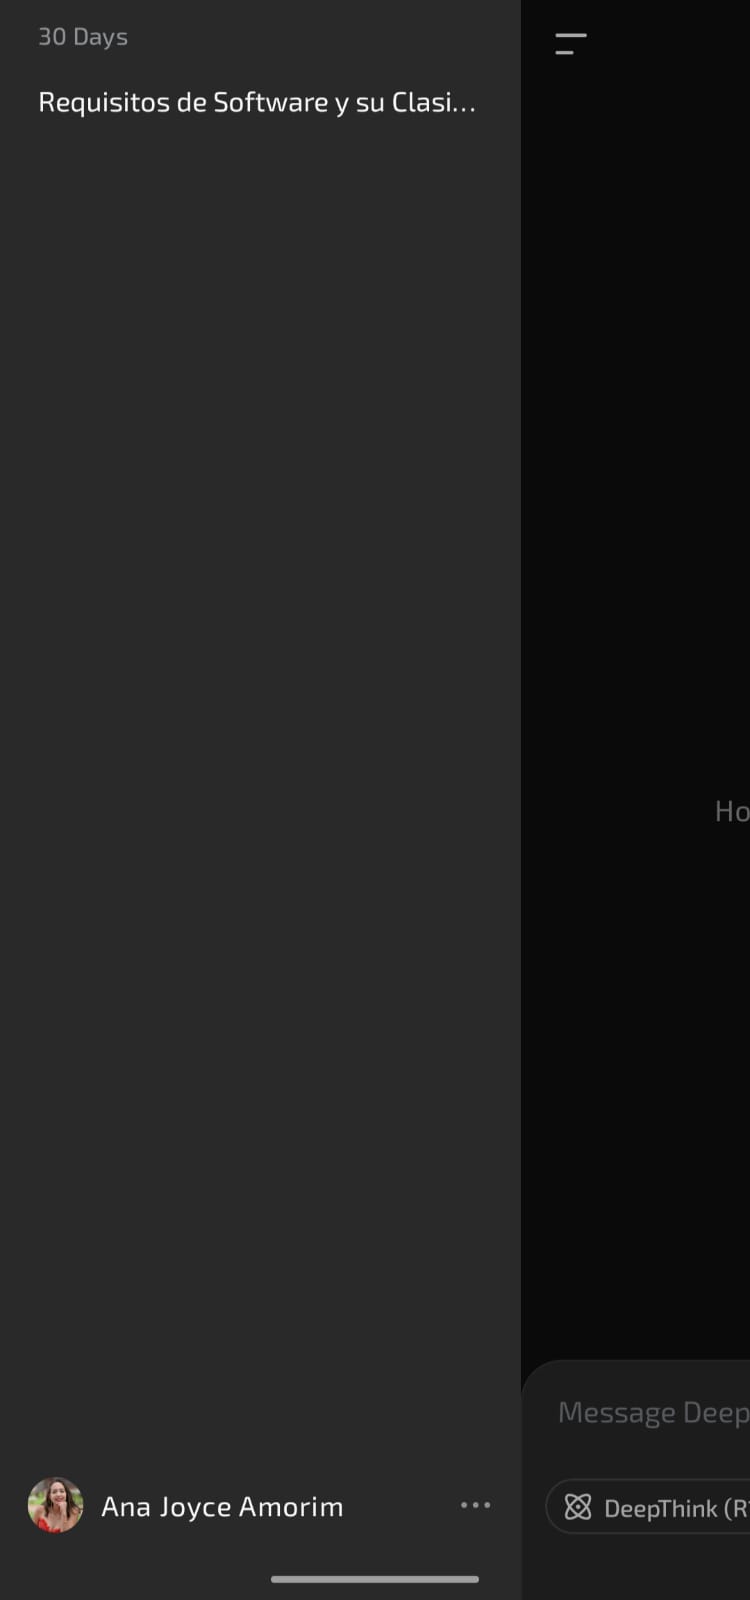 30 Days
Requisitos de Software y su Clasi...
Ho
Message Deep
Ana Joyce Amorim
DeepThink (R